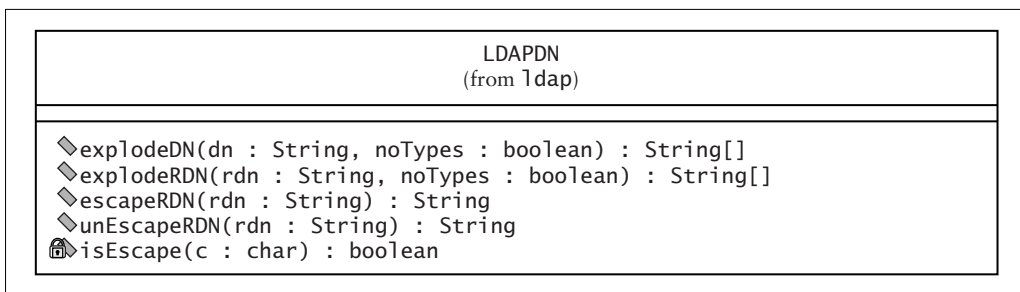 LDAPDN
(from ldap)
explodeDN(dn : String, noTypes : boolean) : String[]
explodeRDN(rdn : String, noTypes : boolean) : String[]
escapeRDN(rdn : String) : String
unEscapeRDN(rdn : String) : String
isEscape(c : char) : boolean